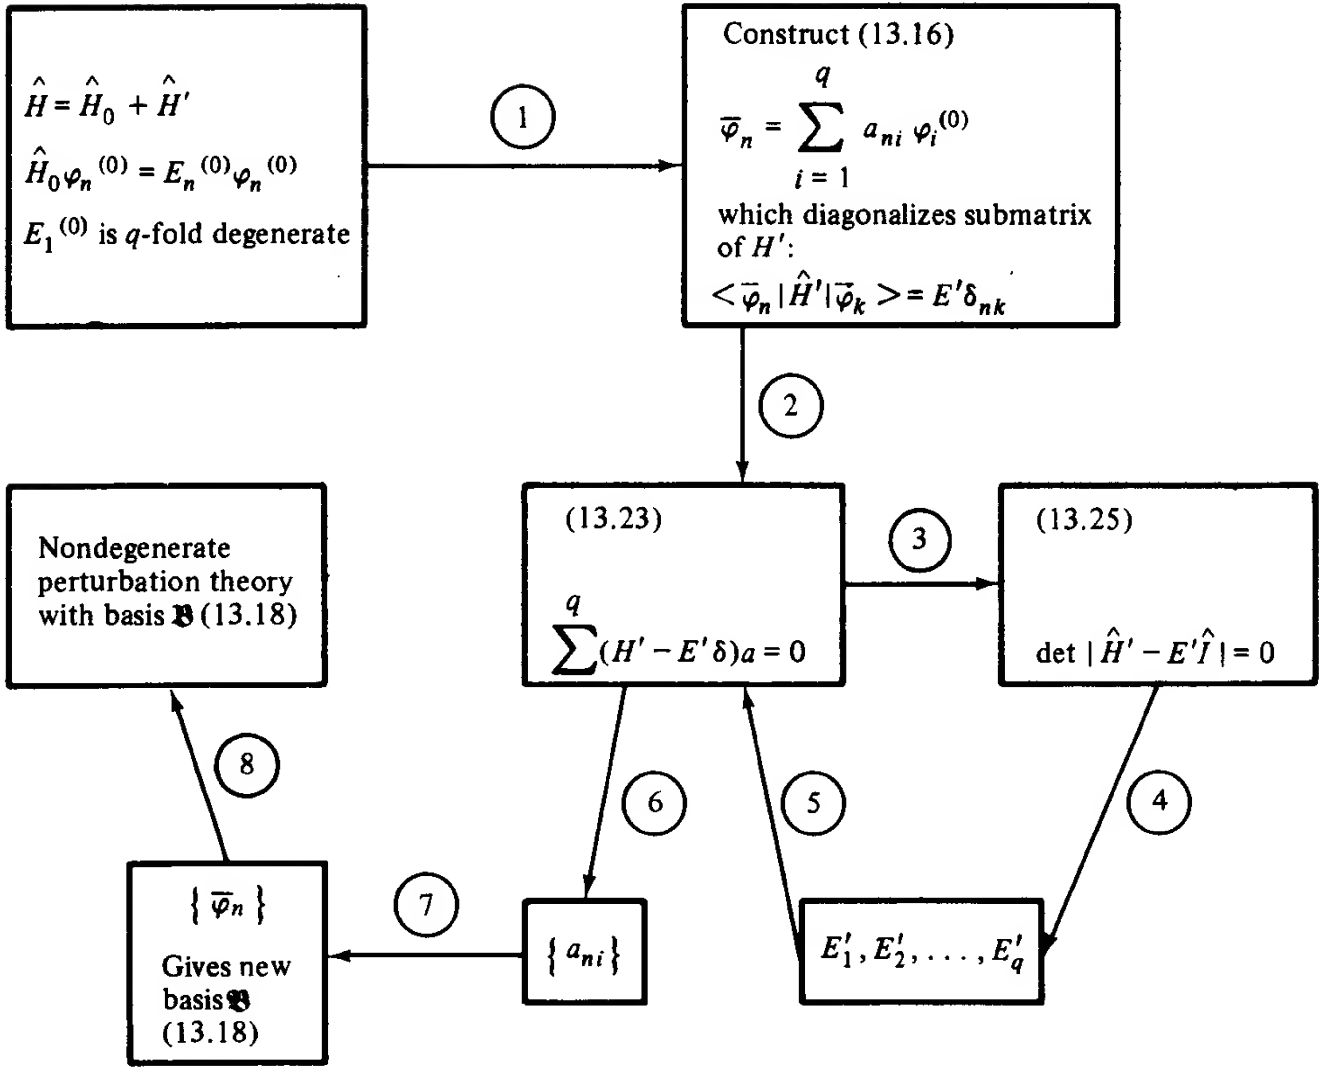 Ĥ = Ĥ₀ + Ĥ′
Ĥ₀φₙ⁽⁰⁾ = Eₙ⁽⁰⁾φₙ⁽⁰⁾
E₁⁽⁰⁾ is q-fold degenerate
1
Construct (13.16)
q
φ̅ₙ = ∑ aₙᵢ φᵢ⁽⁰⁾
i = 1
which diagonalizes submatrix
of H′:
< φ̅ₙ | Ĥ′ | φ̅ₖ > = E′δₙₖ
2
(13.23)
q
∑(H′ − E′δ)a = 0
3
(13.25)
det | Ĥ′ − E′Î | = 0
4
E′₁, E′₂, . . . , E′q
5
6
{ aₙᵢ }
7
{ φ̅ₙ }
Gives new
basis 𝔅
(13.18)
8
Nondegenerate
perturbation theory
with basis 𝔅 (13.18)